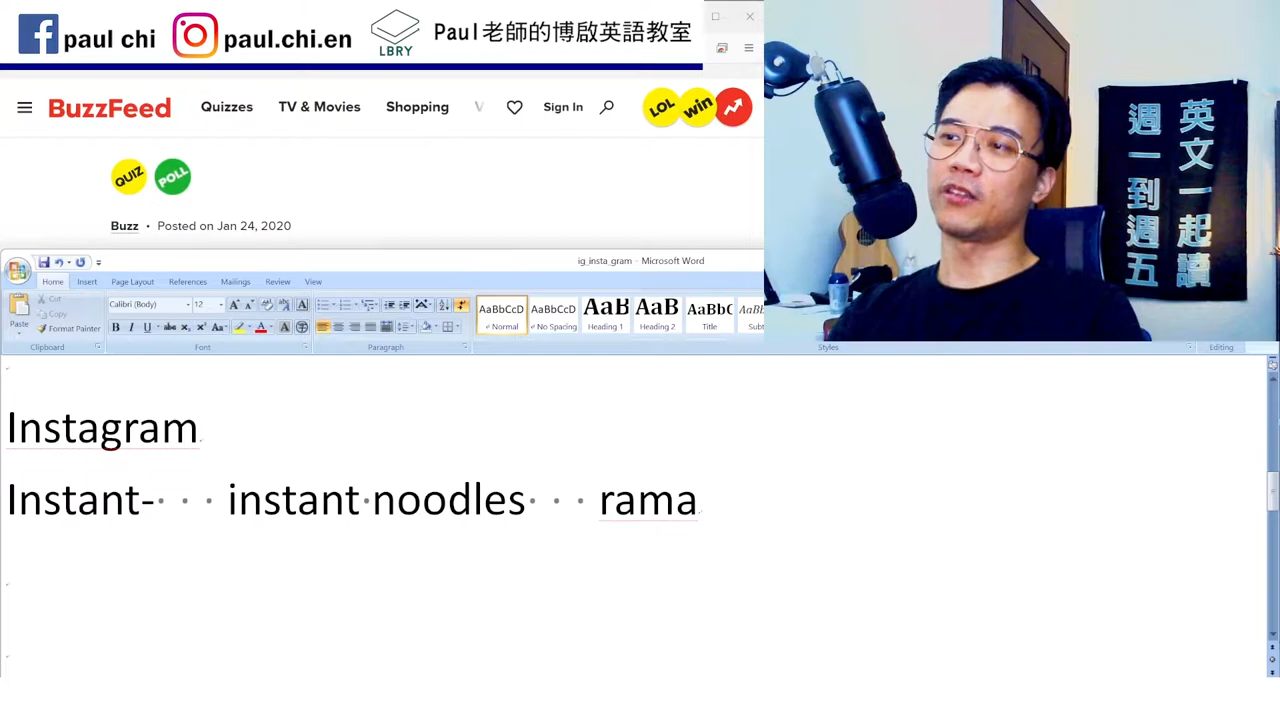 paul chi
paul.chi.en
LBRY
Paul老師的博啟英語教室
BuzzFeed
Quizzes
TV & Movies
Shopping
Sign In
LOL
win
QUIZ
POLL
Buzz • Posted on Jan 24, 2020
英文一起讀
週一到週五
ig_insta_gram - Microsoft Word
Home
Insert
Page Layout
References
Mailings
Review
View
Paste
Cut
Copy
Format Painter
Clipboard
Calibri (Body)
12
Font
Paragraph
AaBbCcD
Normal
AaBbCcD
No Spacing
AaB
Heading 1
AaB
Heading 2
AaBb
Title
Styles
Editing
Instagram
Instant-··· instant·noodles··· rama